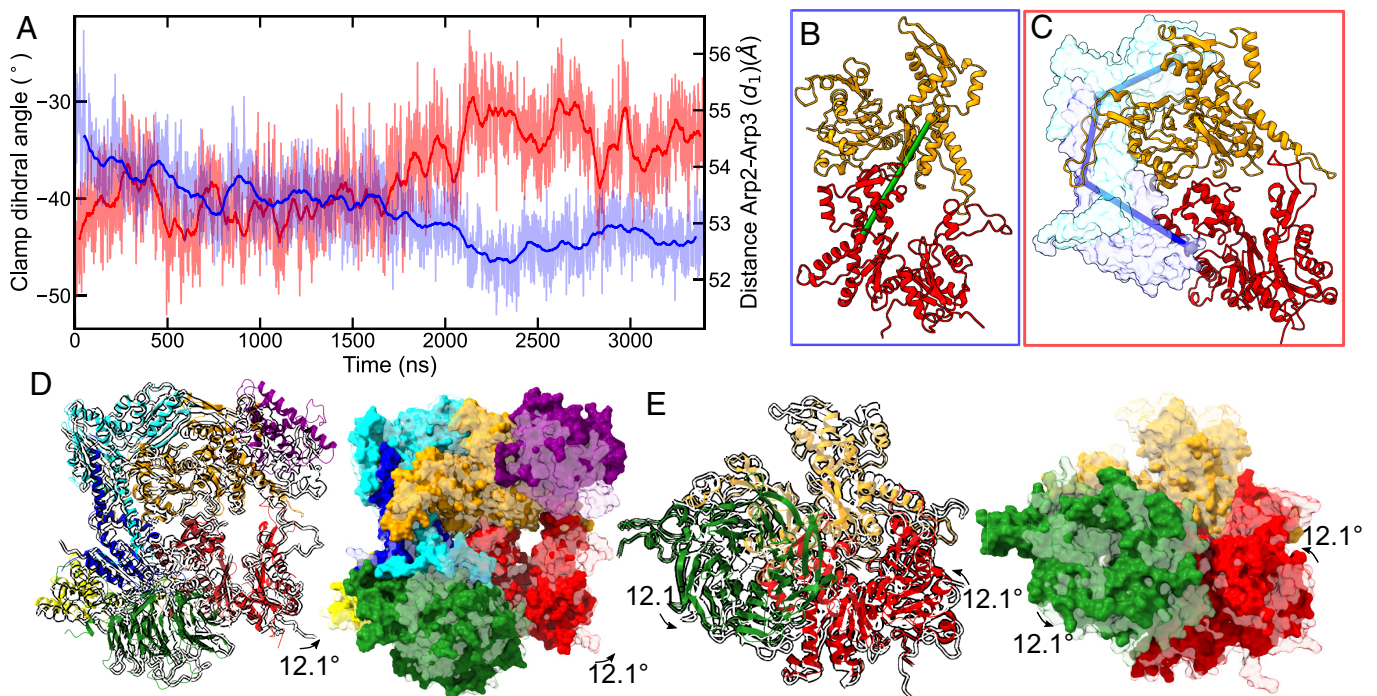 A
Clamp dihdral angle (°)
−30
−40
−50
0
500
1000
1500
2000
2500
3000
Time (ns)
56
55
54
53
52
Distance Arp2-Arp3 (d₁)(Å)
B
C
D
12.1°
12.1°
E
12.1
12.1°
12.1°
12.1°